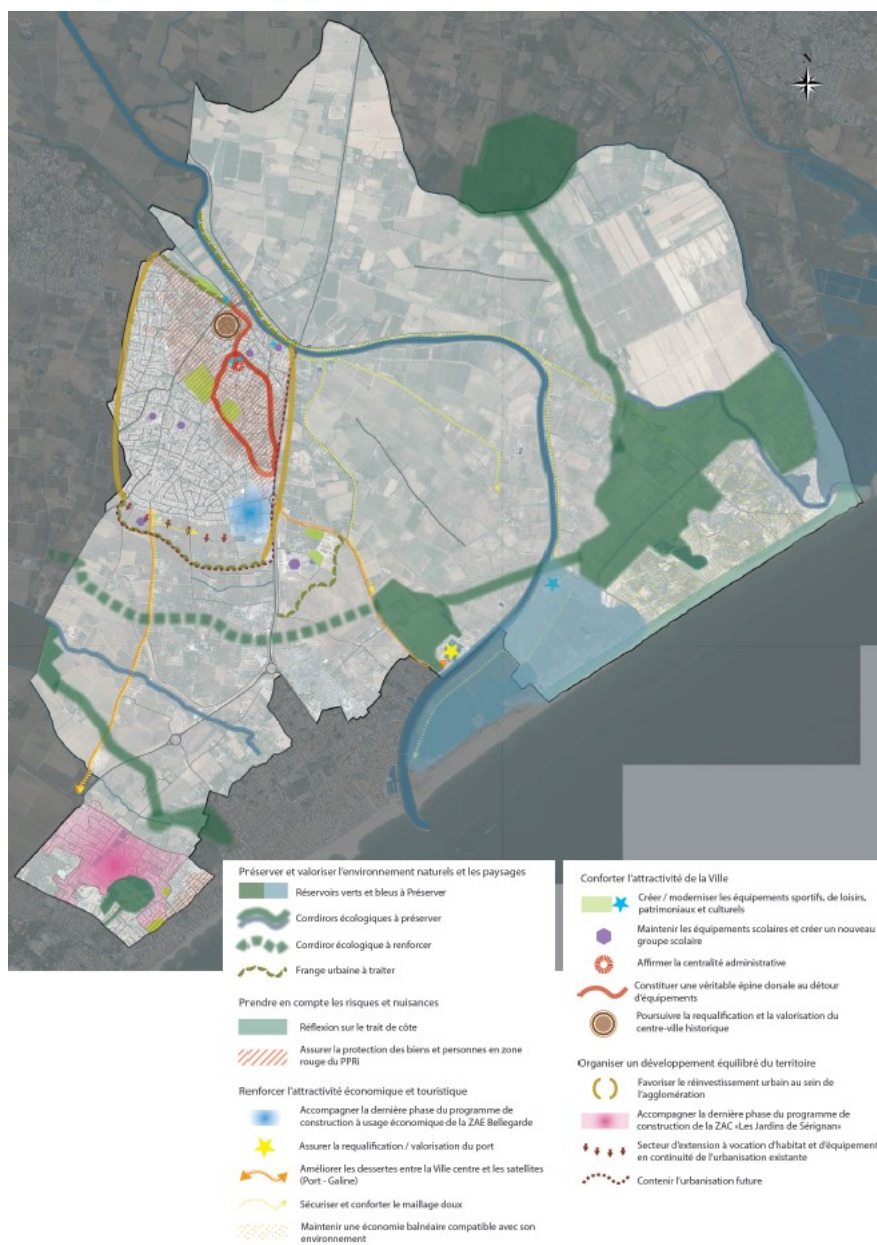 N
Préserver et valoriser l'environnement naturels et les paysages
Réservoirs verts et bleus à Préserver
Corridors écologiques à préserver
Corridor écologique à renforcer
Frange urbaine à traiter
Prendre en compte les risques et nuisances
Réflexion sur le trait de côte
Assurer la protection des biens et personnes en zone
rouge du PPRi
Renforcer l'attractivité économique et touristique
Accompagner la dernière phase du programme de
construction à usage économique de la ZAE Bellegarde
Assurer la requalification / valorisation du port
Améliorer les dessertes entre la Ville centre et les satellites
(Port - Galine)
Sécuriser et conforter le maillage doux
Maintenir une économie balnéaire compatible avec son
environnement
Conforter l'attractivité de la Ville
Créer / moderniser les équipements sportifs, de loisirs,
patrimoniaux et culturels
Maintenir les équipements scolaires et créer un nouveau
groupe scolaire
Affirmer la centralité administrative
Constituer une véritable épine dorsale au détour
d'équipements
Poursuivre la requalification et la valorisation du
centre-ville historique
Organiser un développement équilibré du territoire
Favoriser le réinvestissement urbain au sein de
l'agglomération
Accompagner la dernière phase du programme de
construction de la ZAC «Les Jardins de Sérignan»
Secteur d'extension à vocation d'habitat et d'équipement
en continuité de l'urbanisation existante
Contenir l'urbanisation future